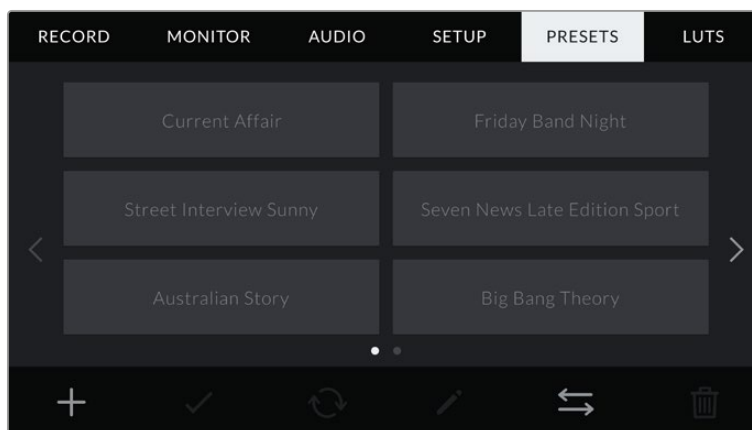 RECORD MONITOR AUDIO SETUP PRESETS LUTS
Current Affair Friday Band Night
Street Interview Sunny Seven News Late Edition Sport
Australian Story Big Bang Theory